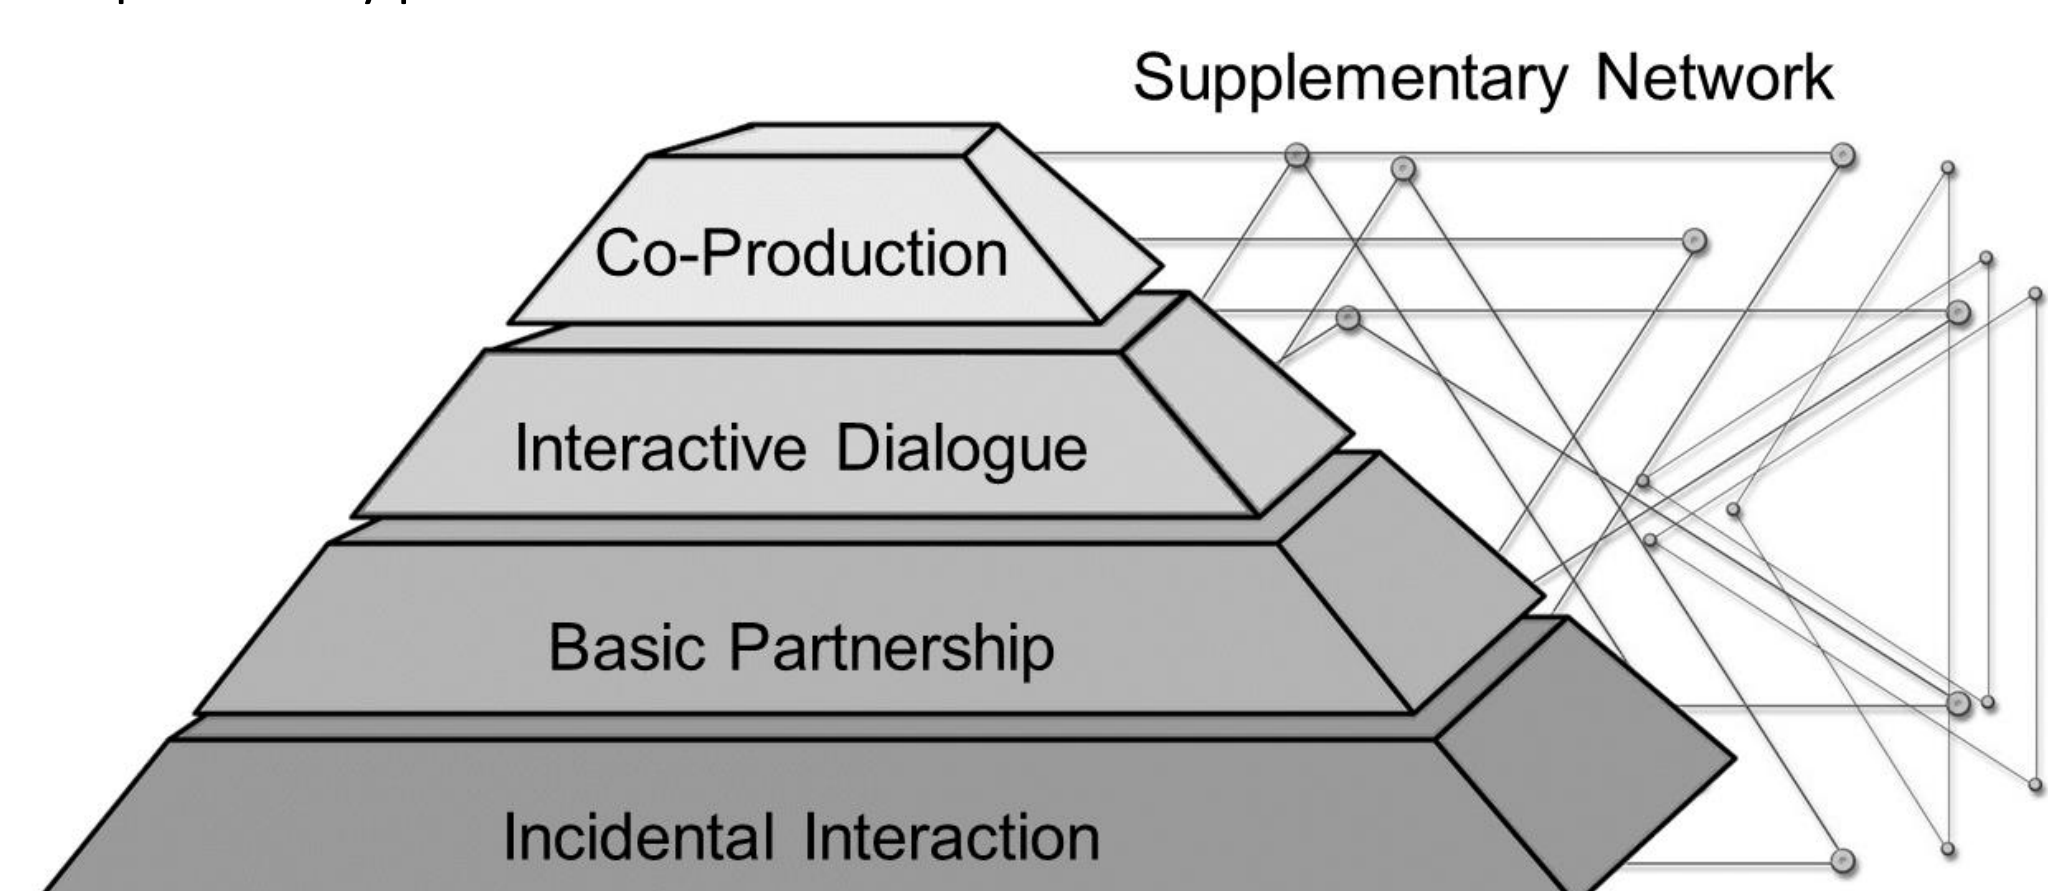 Supplementary Network
Co-Production
Interactive Dialogue
Basic Partnership
Incidental Interaction